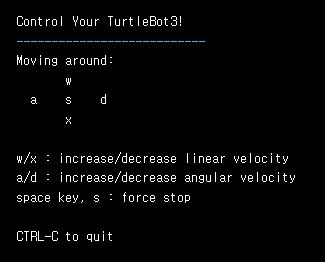 Control Your TurtleBot3!
---------------------------
Moving around:
w
a s d
x
w/x : increase/decrease linear velocity
a/d : increase/decrease angular velocity
space key, s : force stop
CTRL-C to quit